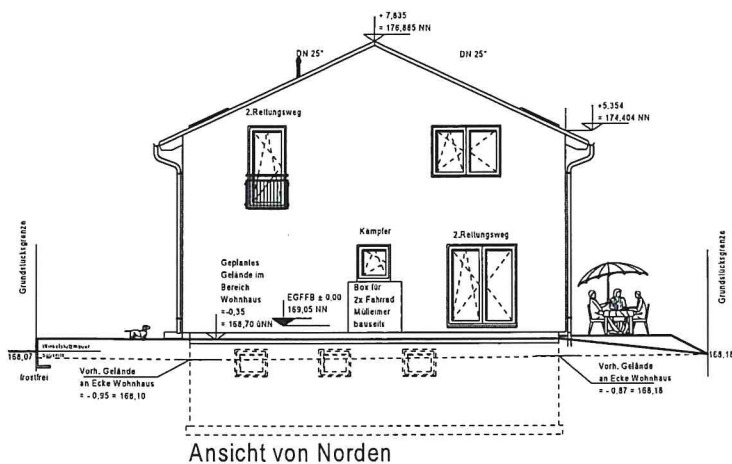 + 7,835
= 176,885 NN
DN 25°
DN 25°
+5,354
= 174,404 NN
2.Rettungsweg
Kämpfer
2.Rettungsweg
Grundstücksgrenze
Grundstücksgrenze
Geplantes
Gelände im
Bereich
Wohnhaus
=-0,35
= 168,70 üNN
EGFFB ± 0,00
169,05 NN
Box für
2x Fahrrad
Mülleimer
bauseits
168,07
frostfrei
168,18
Vorh. Gelände
an Ecke Wohnhaus
= - 0,95 = 168,10
Vorh. Gelände
an Ecke Wohnhaus
= - 0,87 = 168,18
Ansicht von Norden